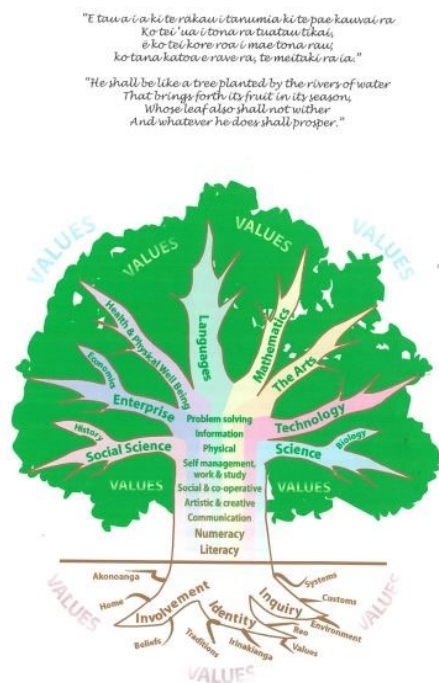 "E tau a i a ki te rākau i tanumia ki te pae kauvai ra
Ko tei 'ua i tona ra tuatau tikai,
e ko tei kore roa i mae tona rau;
ko tana katoa e rave ra, te meitaki ra ia."
"He shall be like a tree planted by the rivers of water
That brings forth its fruit in its season,
Whose leaf also shall not wither
And whatever he does shall prosper."
VALUES
VALUES
VALUES
VALUES
Health & Physical Well Being
Languages
Mathematics
The Arts
Economics
Enterprise
Technology
History
Social Science
Science
Biology
Problem solving
Information
Physical
Self management,
work & study
Social & co-operative
Artistic & creative
Communication
Numeracy
Literacy
VALUES
VALUES
Akonoanga
Home
Involvement
Beliefs
Traditions
Identity
Irinakianga
Inquiry
Reo
Values
Systems
Customs
Environment
VALUES
VALUES
VALUES